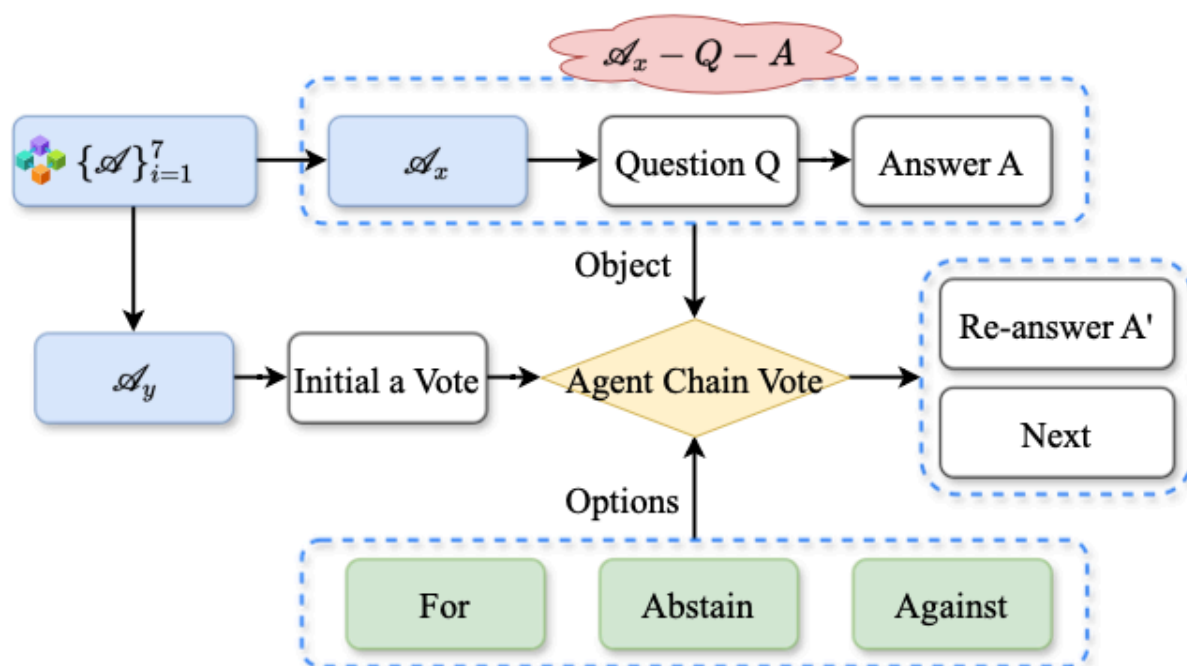 𝒜ₓ − Q − A
{𝒜}⁷ᵢ₌₁
𝒜ₓ
Question Q
Answer A
Object
Re-answer A'
𝒜ᵧ
Initial a Vote
Agent Chain Vote
Next
Options
For
Abstain
Against